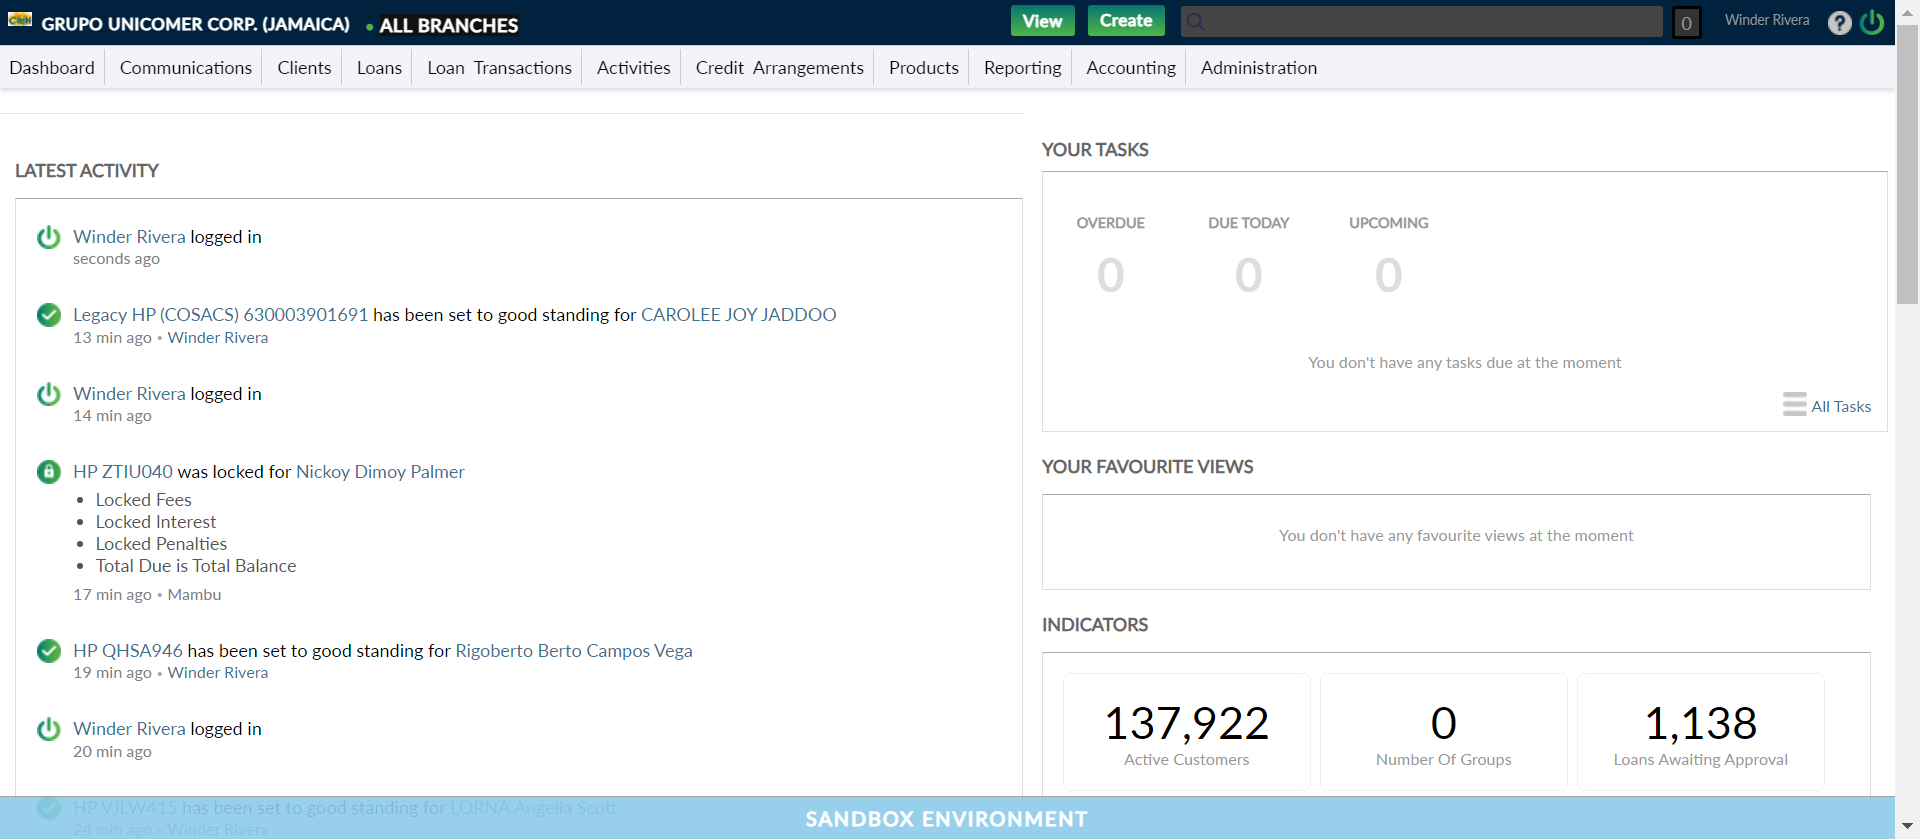 Cash
GRUPO UNICOMER CORP. (JAMAICA)
ALL BRANCHES
View
Create
0
Winder Rivera
?
Dashboard
Communications
Clients
Loans
Loan Transactions
Activities
Credit Arrangements
Products
Reporting
Accounting
Administration
LATEST ACTIVITY
Winder Rivera logged in
seconds ago
Legacy HP (COSACS) 630003901691 has been set to good standing for CAROLEE JOY JADDOO
13 min ago • Winder Rivera
Winder Rivera logged in
14 min ago
HP ZTIU040 was locked for Nickoy Dimoy Palmer
• Locked Fees
• Locked Interest
• Locked Penalties
• Total Due is Total Balance
17 min ago • Mambu
HP QHSA946 has been set to good standing for Rigoberto Berto Campos Vega
19 min ago • Winder Rivera
Winder Rivera logged in
20 min ago
HP VJLW415 has been set to good standing for LORNA Angella Scott
24 min ago • Winder Rivera
YOUR TASKS
OVERDUE
0
DUE TODAY
0
UPCOMING
0
You don't have any tasks due at the moment
All Tasks
YOUR FAVOURITE VIEWS
You don't have any favourite views at the moment
INDICATORS
137,922
Active Customers
0
Number Of Groups
1,138
Loans Awaiting Approval
SANDBOX ENVIRONMENT